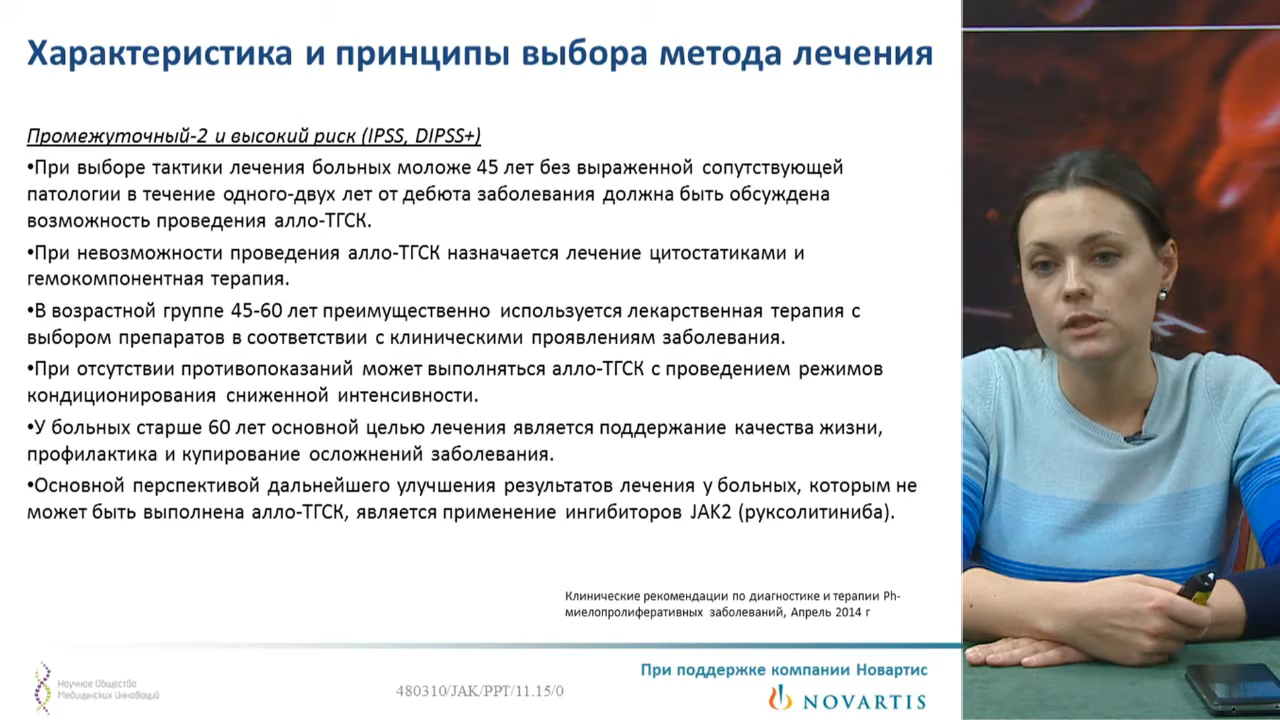 Характеристика и принципы выбора метода лечения
Промежуточный-2 и высокий риск (IPSS, DIPSS+)
•При выборе тактики лечения больных моложе 45 лет без выраженной сопутствующей
патологии в течение одного-двух лет от дебюта заболевания должна быть обсуждена
возможность проведения алло-ТГСК.
•При невозможности проведения алло-ТГСК назначается лечение цитостатиками и
гемокомпонентная терапия.
•В возрастной группе 45-60 лет преимущественно используется лекарственная терапия с
выбором препаратов в соответствии с клиническими проявлениям заболевания.
•При отсутствии противопоказаний может выполняться алло-ТГСК с проведением режимов
кондиционирования сниженной интенсивности.
•У больных старше 60 лет основной целью лечения является поддержание качества жизни,
профилактика и купирование осложнений заболевания.
•Основной перспективой дальнейшего улучшения результатов лечения у больных, которым не
может быть выполнена алло-ТГСК, является применение ингибиторов JAK2 (руксолитиниба).
Клинические рекомендации по диагностике и терапии Ph-
миелопролиферативных заболеваний, Апрель 2014 г
При поддержке компании Новартис
Научное Общество
Медицинских Инноваций
480310/JAK/PPT/11.15/0
NOVARTIS